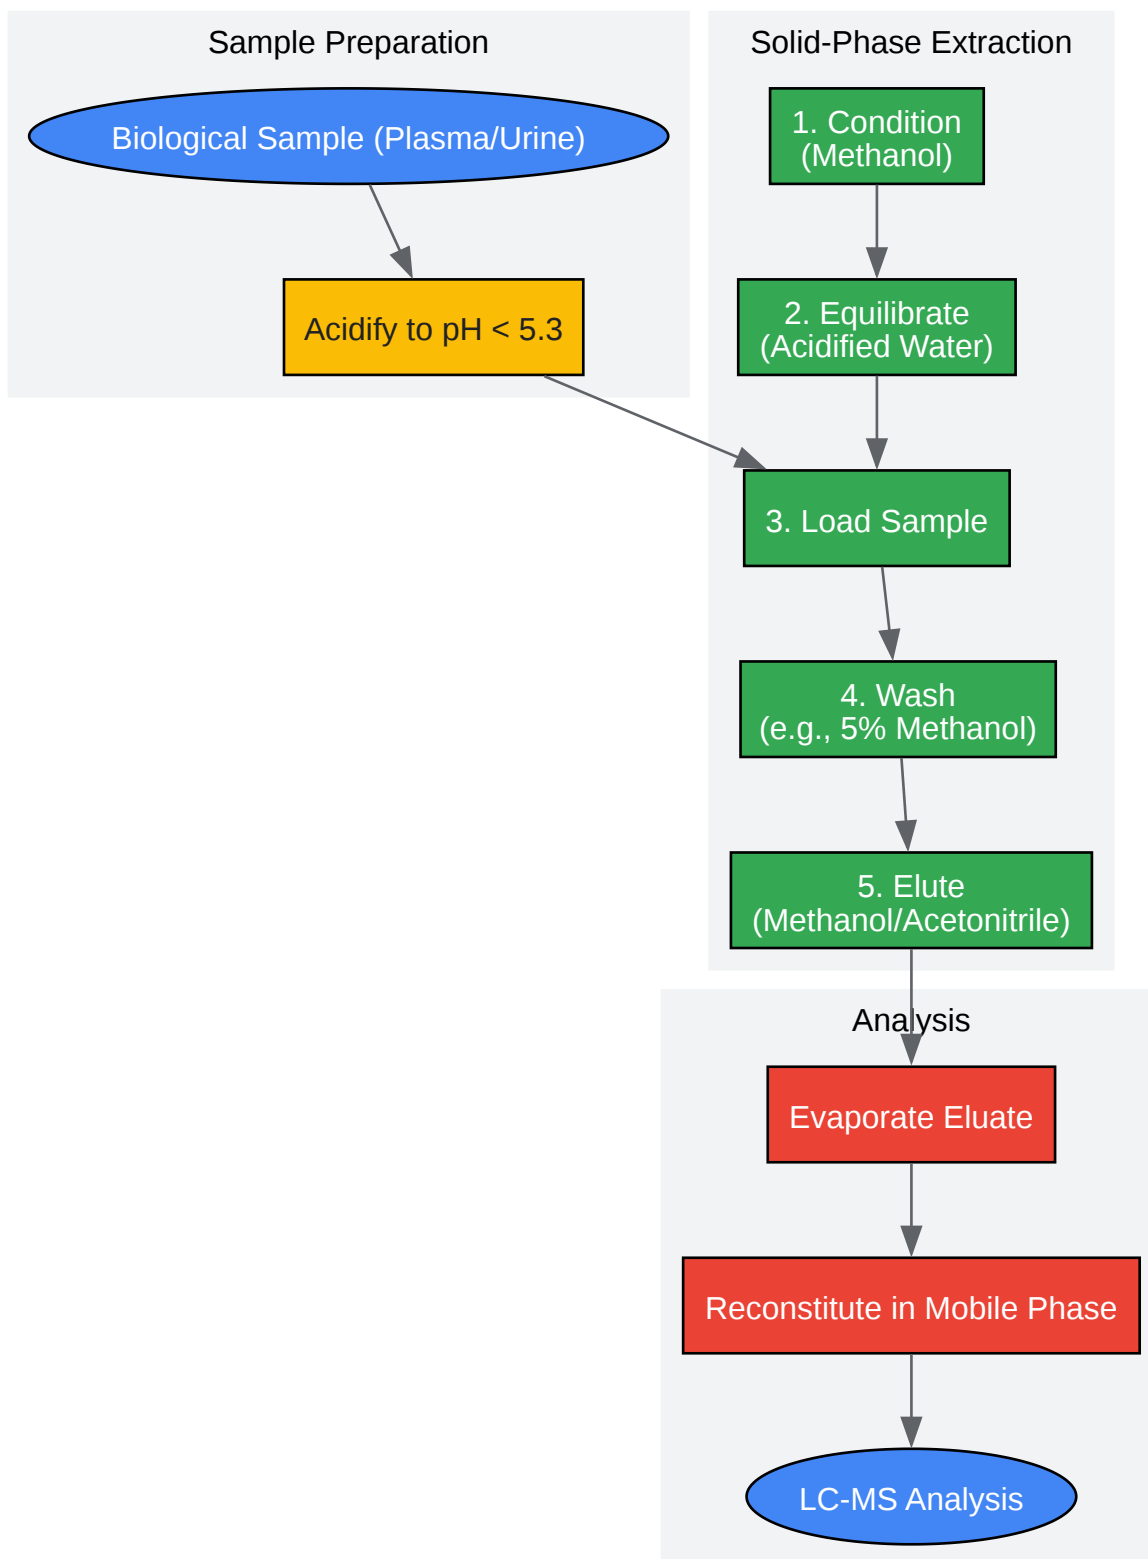 Sample Preparation
Biological Sample (Plasma/Urine)
Acidify to pH < 5.3
Solid-Phase Extraction
1. Condition
(Methanol)
2. Equilibrate
(Acidified Water)
3. Load Sample
4. Wash
(e.g., 5% Methanol)
5. Elute
(Methanol/Acetonitrile)
Analysis
Evaporate Eluate
Reconstitute in Mobile Phase
LC-MS Analysis